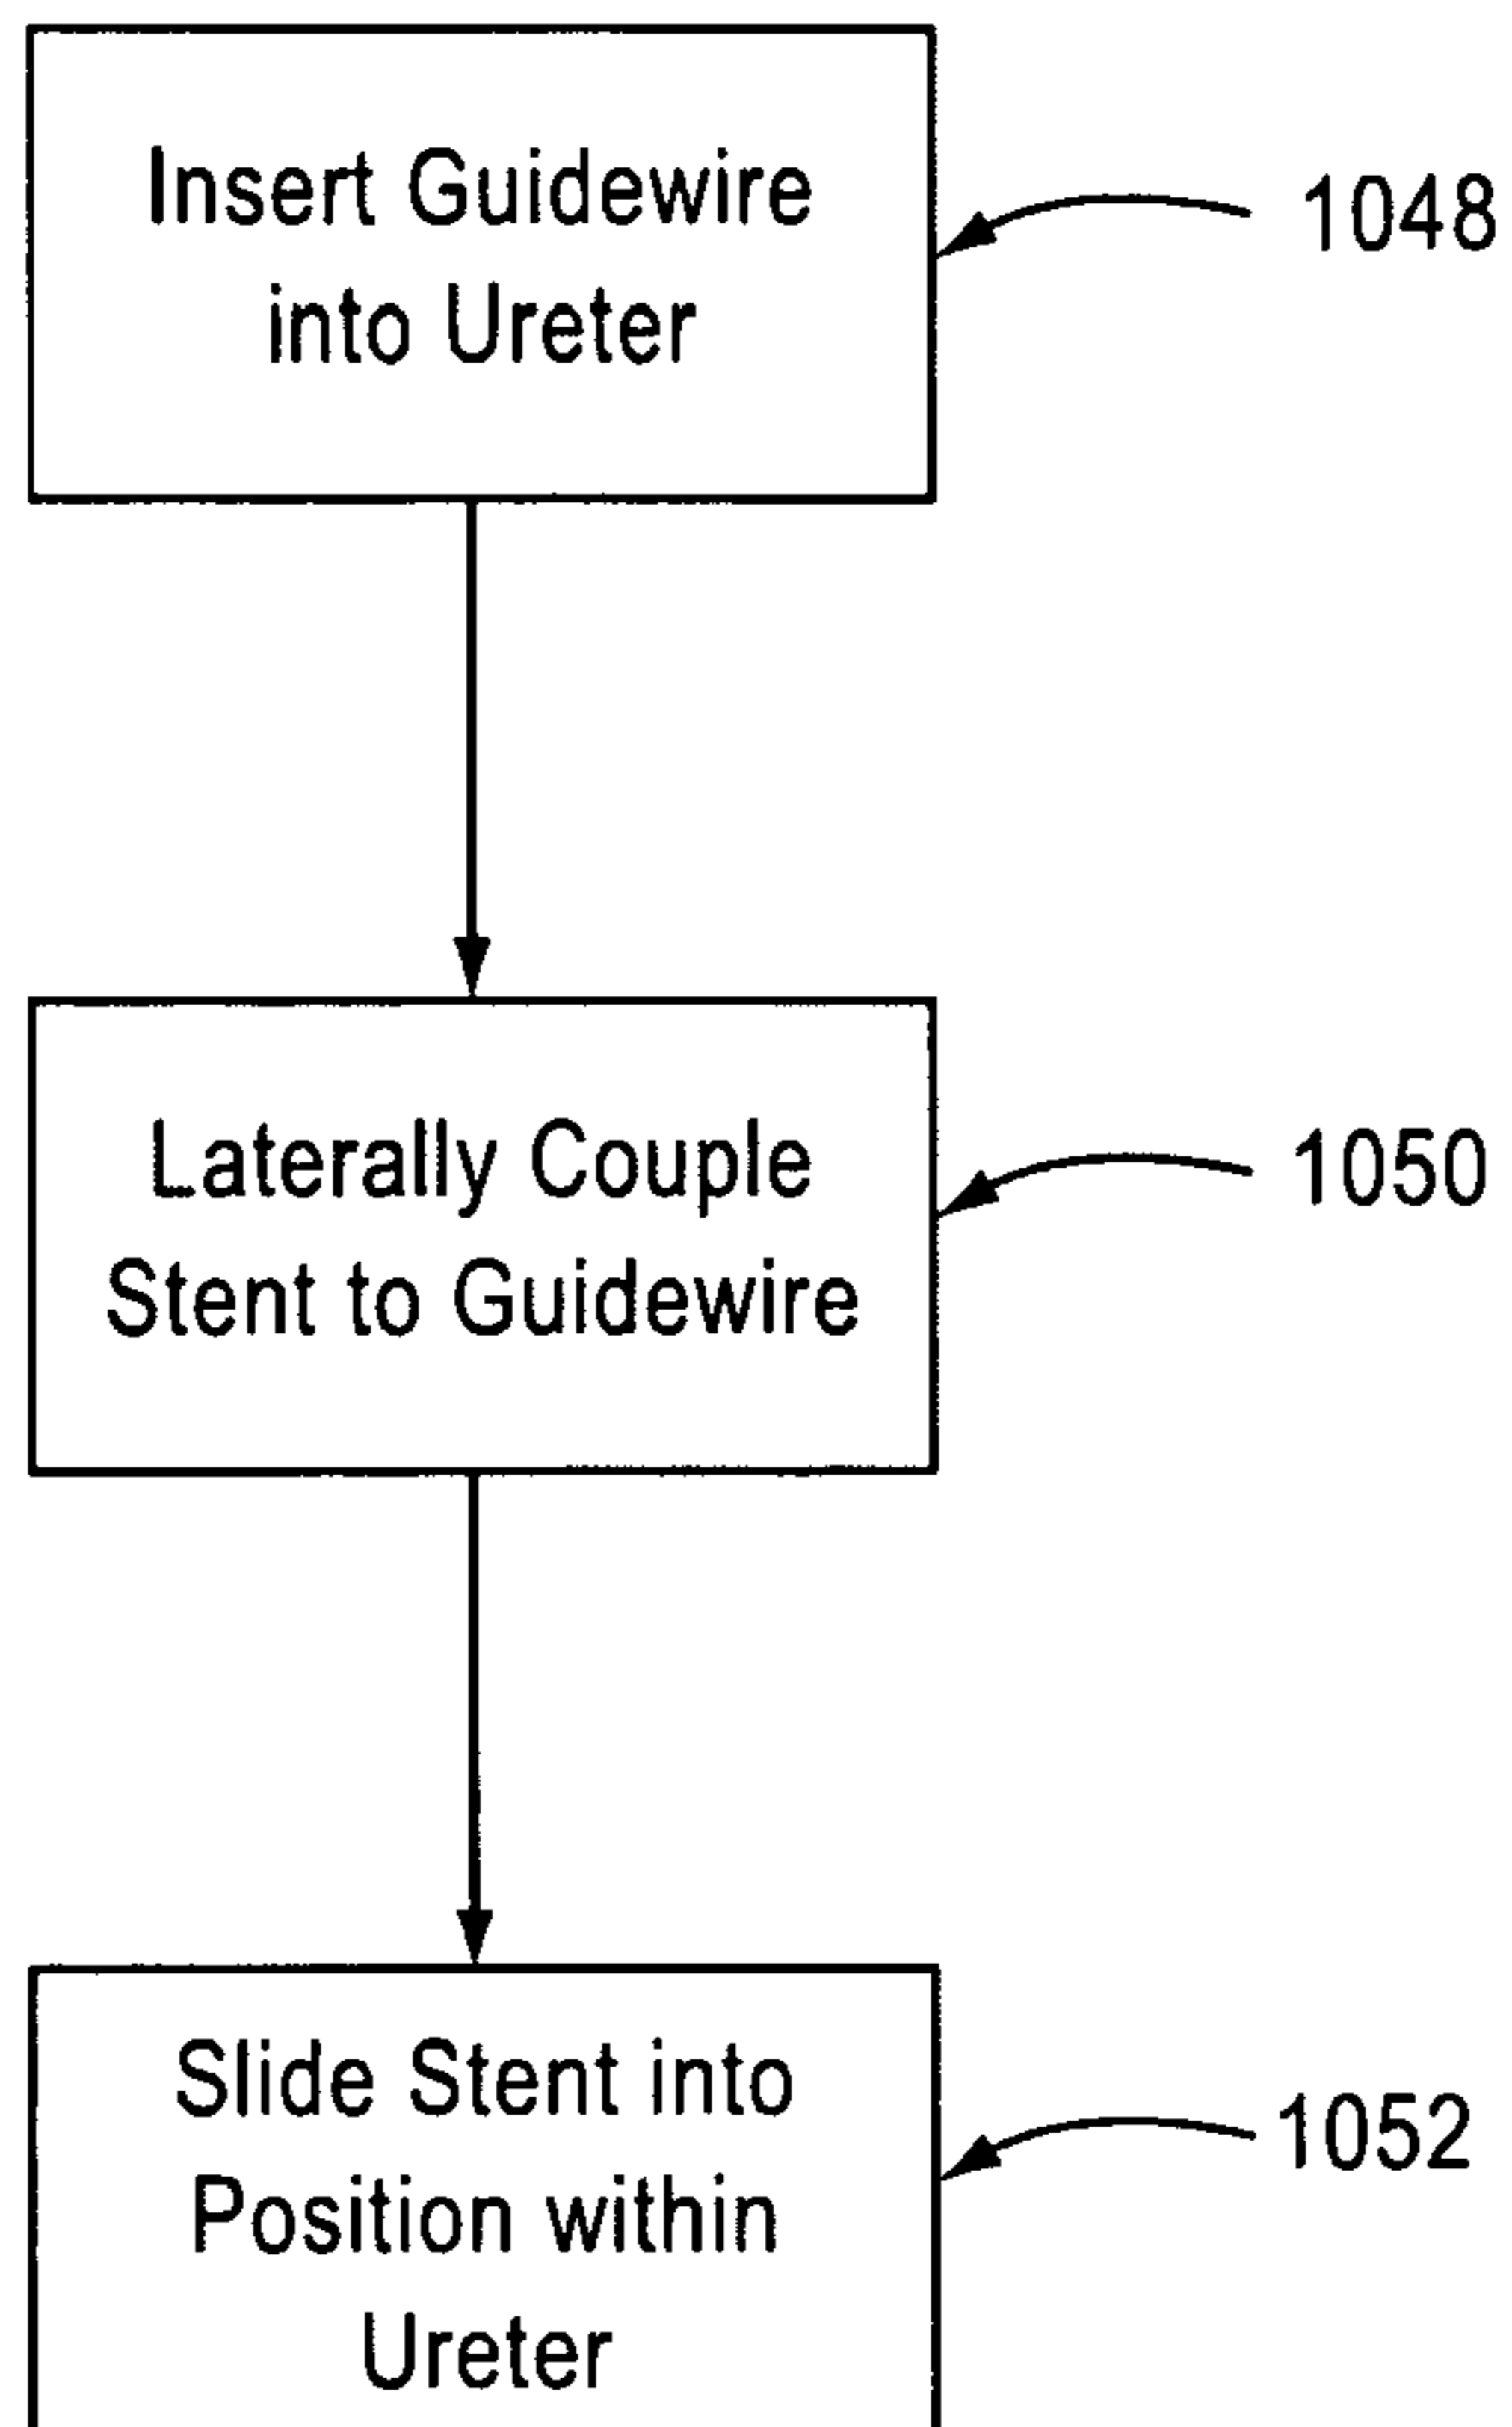 Insert Guidewire
into Ureter
1048
Laterally Couple
Stent to Guidewire
1050
Slide Stent into
Position within
Ureter
1052